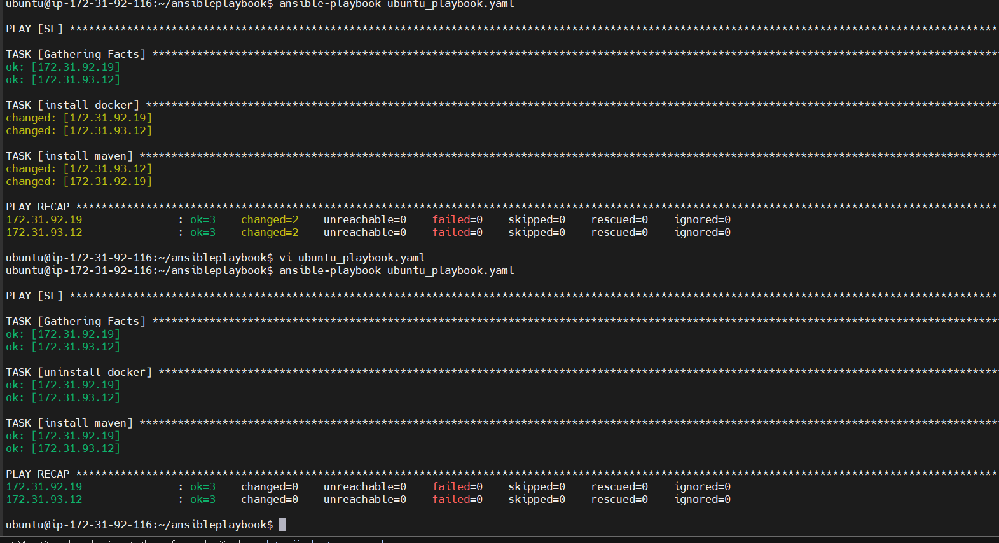 ubuntu@ip-172-31-92-116:~/ansibleplaybook$ ansible-playbook ubuntu_playbook.yaml
PLAY [SL] ****************************************************************************************************************************************************
TASK [Gathering Facts] ***************************************************************************************************************************************
ok: [172.31.92.19]
ok: [172.31.93.12]
TASK [install docker] ****************************************************************************************************************************************
changed: [172.31.92.19]
changed: [172.31.93.12]
TASK [install maven] *****************************************************************************************************************************************
changed: [172.31.93.12]
changed: [172.31.92.19]
PLAY RECAP ***************************************************************************************************************************************************
172.31.92.19               : ok=3    changed=2    unreachable=0    failed=0    skipped=0    rescued=0    ignored=0
172.31.93.12               : ok=3    changed=2    unreachable=0    failed=0    skipped=0    rescued=0    ignored=0
ubuntu@ip-172-31-92-116:~/ansibleplaybook$ vi ubuntu_playbook.yaml
ubuntu@ip-172-31-92-116:~/ansibleplaybook$ ansible-playbook ubuntu_playbook.yaml
PLAY [SL] ****************************************************************************************************************************************************
TASK [Gathering Facts] ***************************************************************************************************************************************
ok: [172.31.92.19]
ok: [172.31.93.12]
TASK [uninstall docker] **************************************************************************************************************************************
ok: [172.31.92.19]
ok: [172.31.93.12]
TASK [install maven] *****************************************************************************************************************************************
ok: [172.31.92.19]
ok: [172.31.93.12]
PLAY RECAP ***************************************************************************************************************************************************
172.31.92.19               : ok=3    changed=0    unreachable=0    failed=0    skipped=0    rescued=0    ignored=0
172.31.93.12               : ok=3    changed=0    unreachable=0    failed=0    skipped=0    rescued=0    ignored=0
ubuntu@ip-172-31-92-116:~/ansibleplaybook$